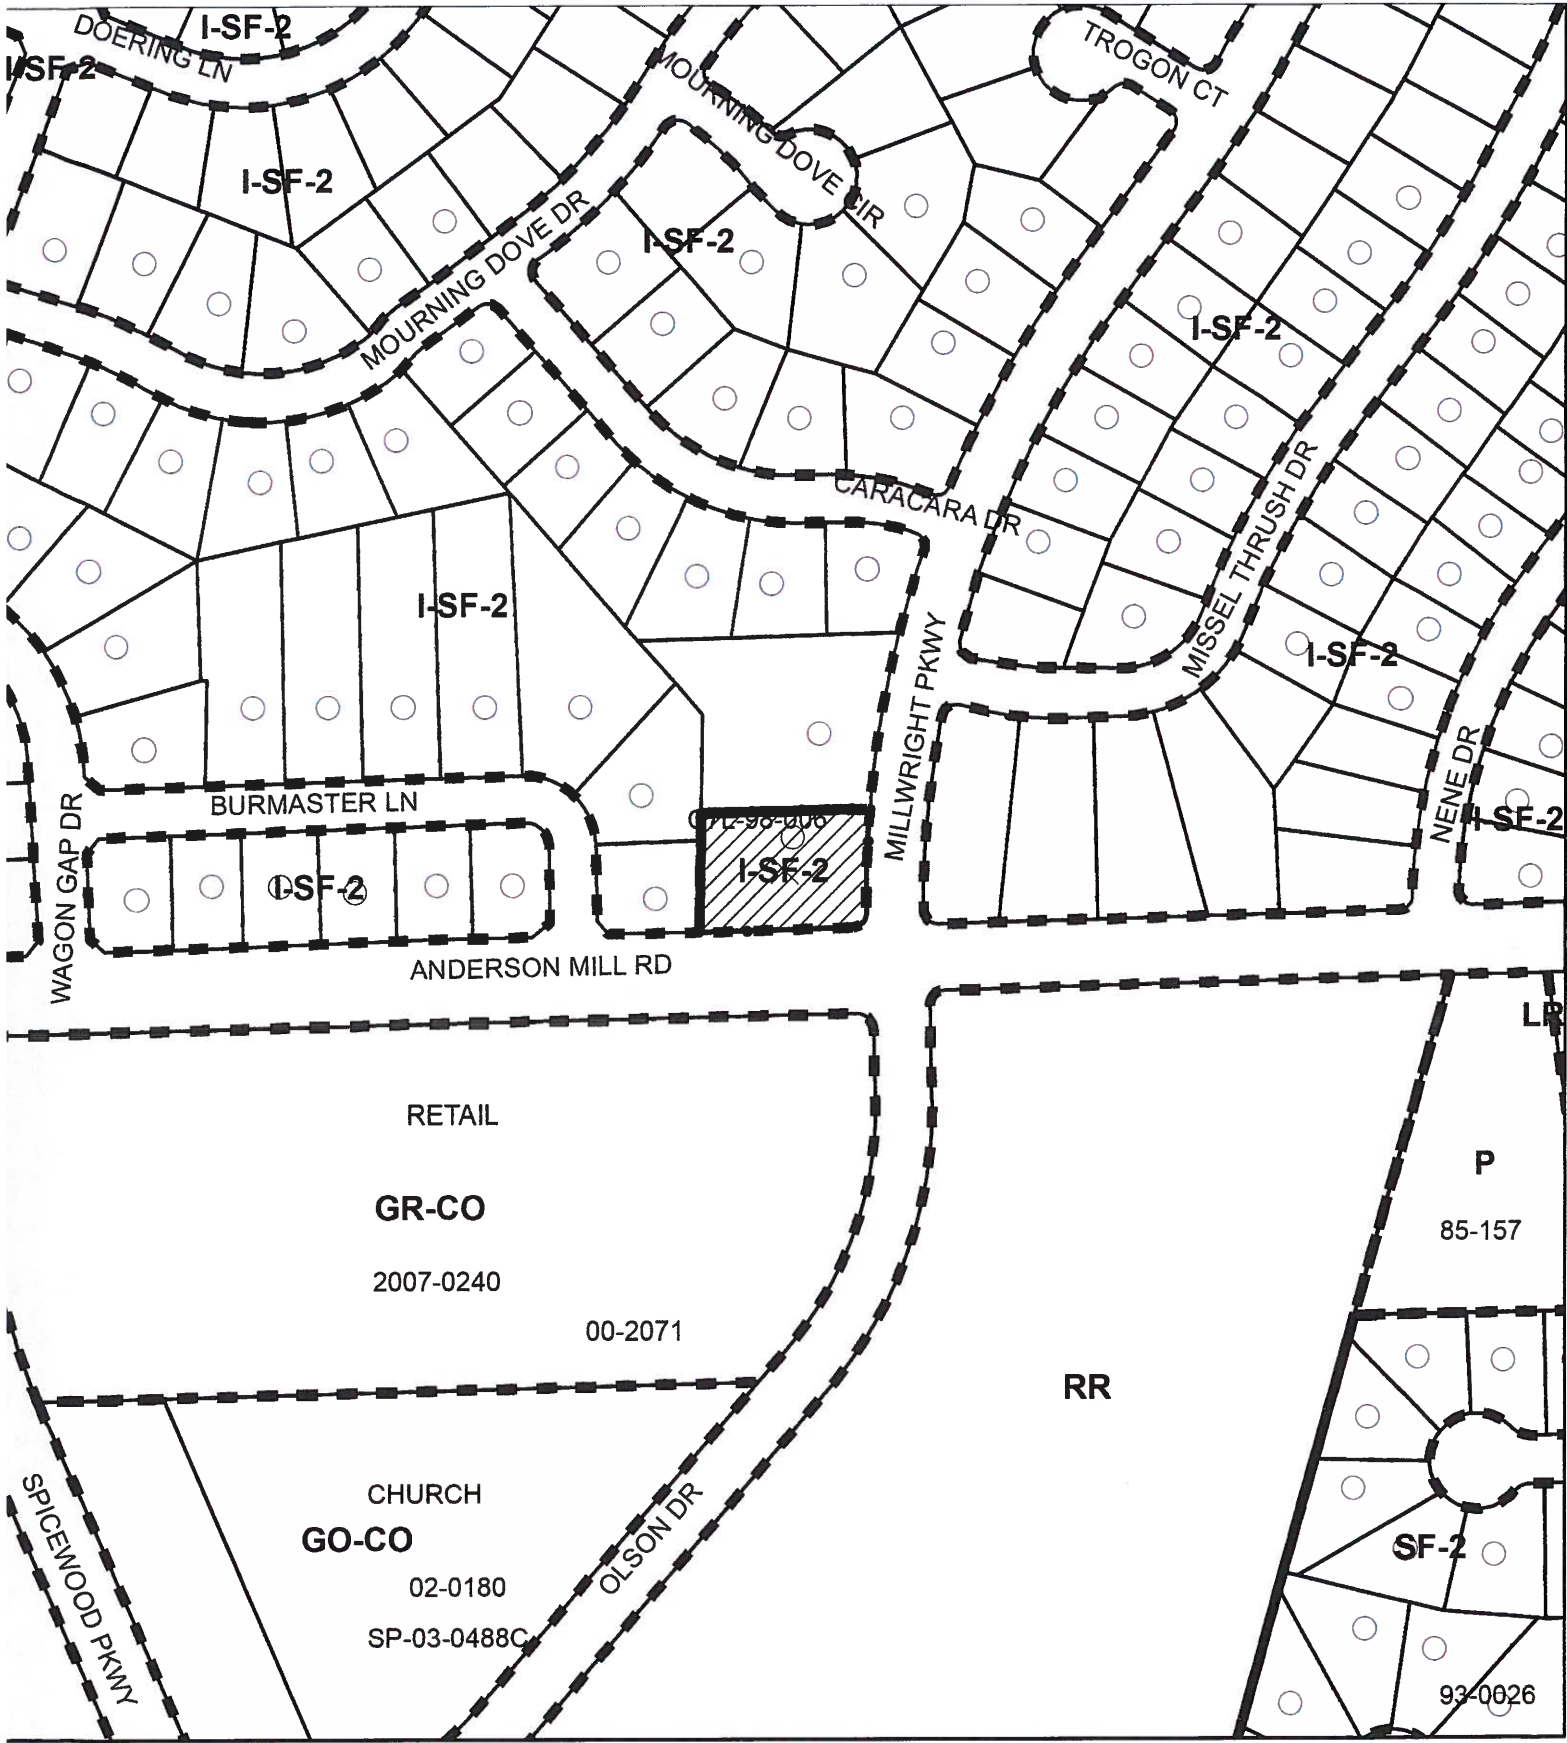 DOERING LN
I-SF-2
I-SF-2
TROGON CT
MOURNING DOVE CIR
I-SF-2
MOURNING DOVE DR
I-SF-2
I-SF-2
CARACARA DR
MISSEL THRUSH DR
I-SF-2
I-SF-2
MILLWRIGHT PKWY
NENE DR
BURMASTER LN
WAGON GAP DR
I-SF-2
I-SF-2
I-SF-2
ANDERSON MILL RD
LR
RETAIL
P
GR-CO
85-157
2007-0240
00-2071
RR
CHURCH
GO-CO
OLSON DR
SF-2
SPICEWOOD PKWY
02-0180
SP-03-0488C
93-0026